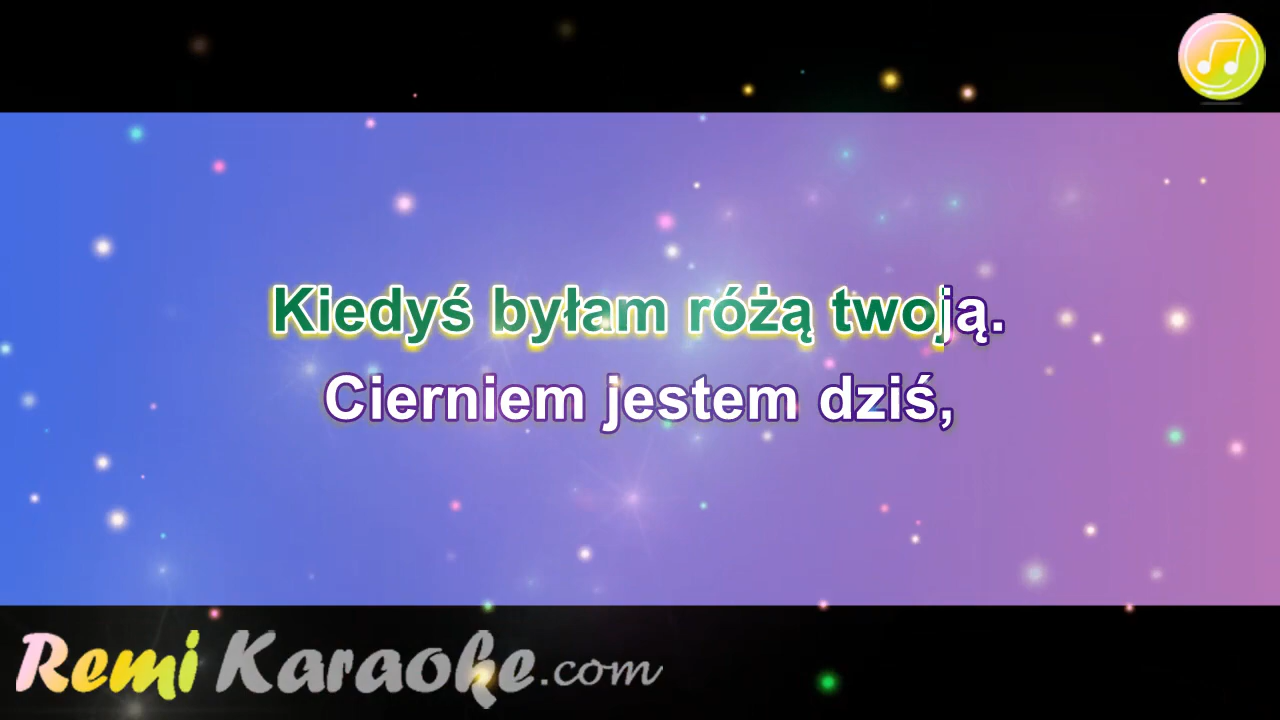 Kiedyś byłam różą twoją.
Cierniem jestem dziś,
Remi Karaoke.com